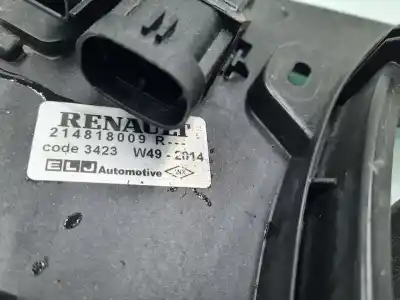 RENAULT
214818009 R---
code 3423 W49-2014
ELJ Automotive